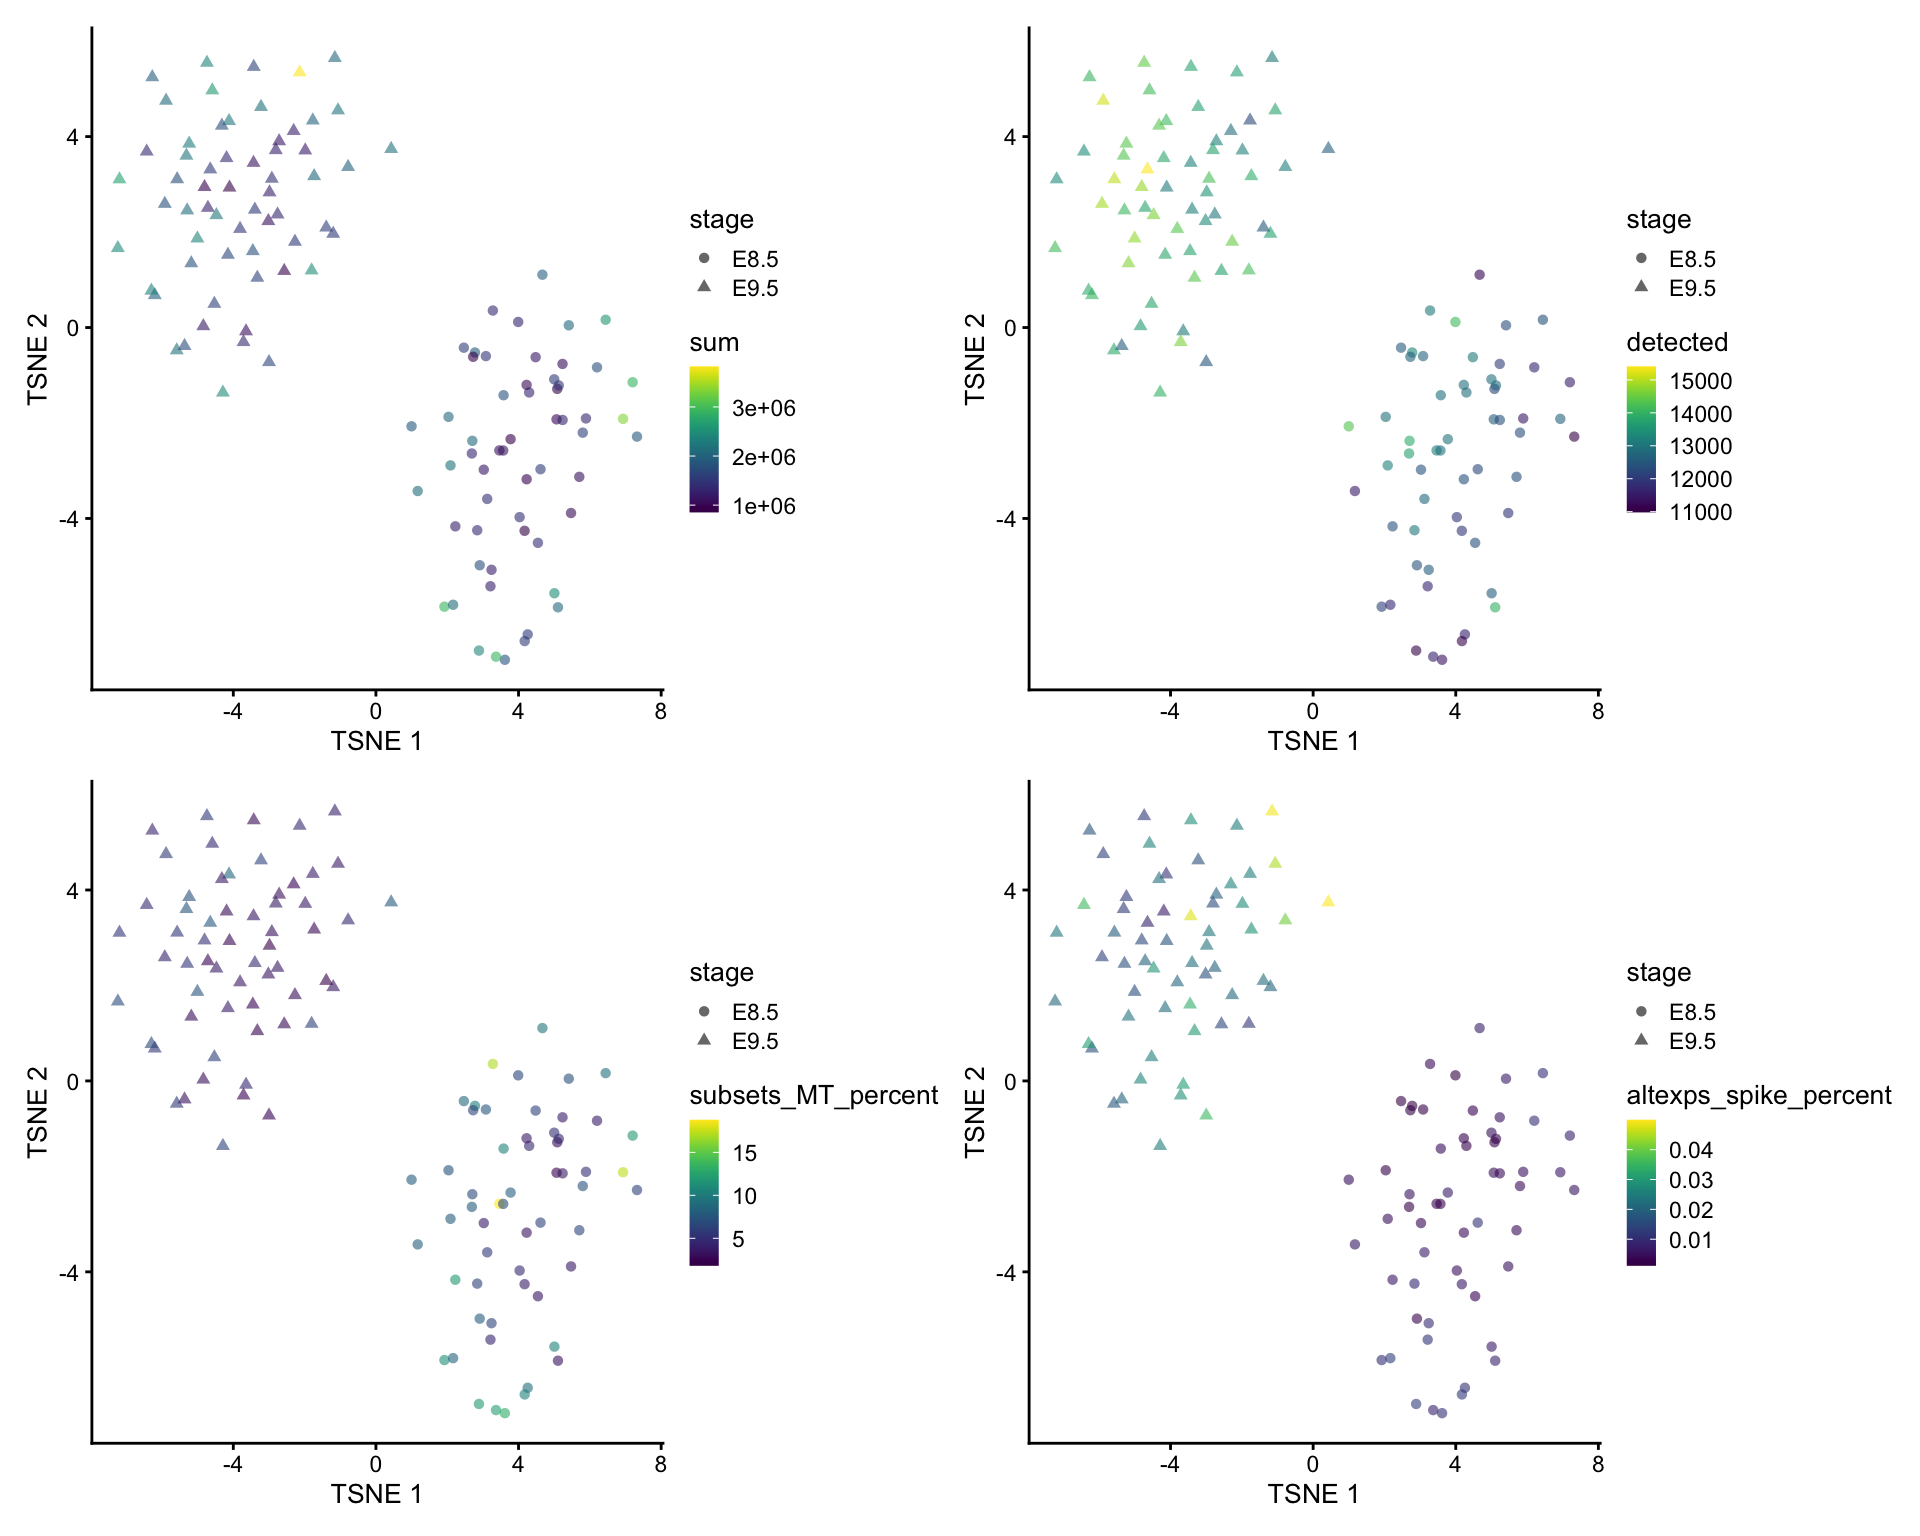 4
0
-4
TSNE 2
-4 0 4 8
TSNE 1
stage
E8.5
E9.5
sum
3e+06
2e+06
1e+06
4
0
-4
TSNE 2
-4 0 4 8
TSNE 1
stage
E8.5
E9.5
detected
15000
14000
13000
12000
11000
4
0
-4
TSNE 2
-4 0 4 8
TSNE 1
stage
E8.5
E9.5
subsets_MT_percent
15
10
5
4
0
-4
TSNE 2
-4 0 4 8
TSNE 1
stage
E8.5
E9.5
altexps_spike_percent
0.04
0.03
0.02
0.01